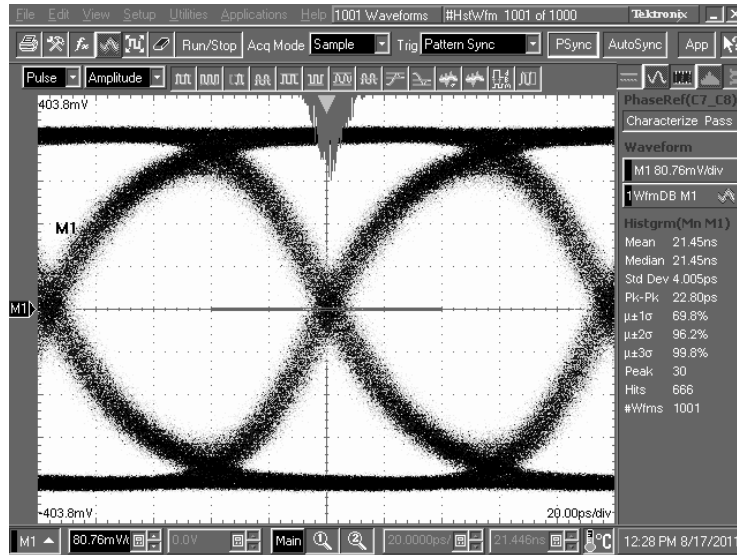 File Edit View Setup Utilities Applications Help 1001 Waveforms #HstWfm 1001 of 1000 Tektronix
Run/Stop Acq Mode Sample Trig Pattern Sync PSync AutoSync App
Pulse Amplitude
403.8mV
PhaseRef(C7_C8)
Characterize Pass
Waveform
M1 80.76mV/div
1WfmDB M1
M1
Histgrm(Mn M1)
Mean 21.45ns
Median 21.45ns
Std Dev 4.005ps
Pk-Pk 22.80ps
M1
µ±1σ 69.8%
µ±2σ 96.2%
µ±3σ 99.8%
Peak 30
Hits 666
#Wfms 1001
-403.8mV 20.00ps/div
M1 80.76mV/ 0.0V Main 1 2 20.0000ps/ 21.446ns °C 12:28 PM 8/17/2011